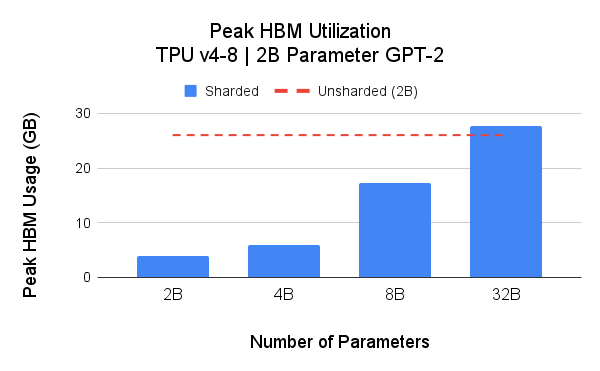 Peak HBM Utilization
TPU v4-8 | 2B Parameter GPT-2
Sharded Unsharded (2B)
Peak HBM Usage (GB)
30
20
10
0
2B 4B 8B 32B
Number of Parameters